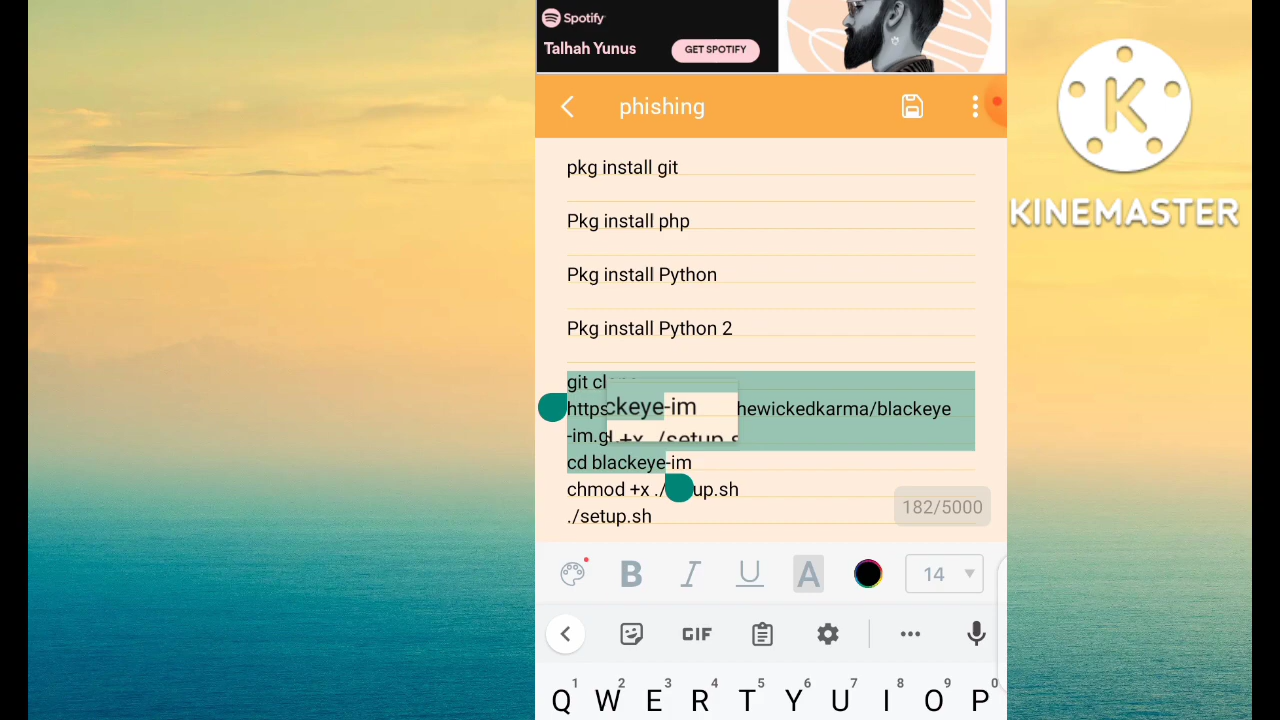 Spotify
Talhah Yunus
GET SPOTIFY
phishing
K
KINEMASTER
pkg install git
Pkg install php
Pkg install Python
Pkg install Python 2
git cl
https
hewickedkarma/blackeye
-im.g
ckeye-im
+x ./setup.s
cd blackeye-im
chmod +x ./ up.sh
./setup.sh
182/5000
B I U A 14
GIF
1 2 3 4 5 6 7 8 9 0
Q W E R T Y U I O P